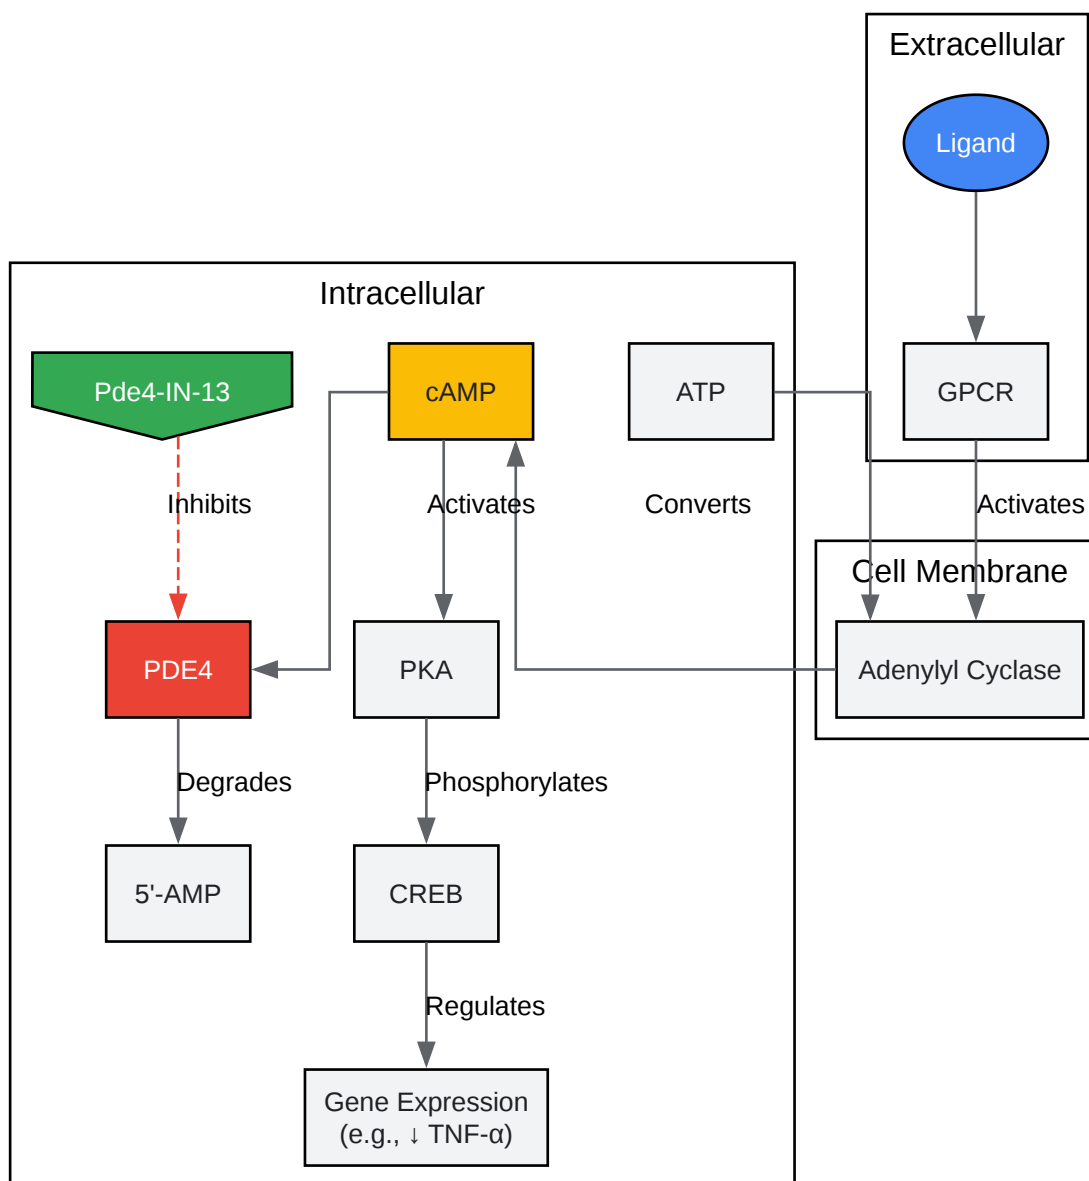 Extracellular
Ligand
Intracellular
Pde4-IN-13
cAMP
ATP
GPCR
Inhibits
Activates
Converts
Activates
Cell Membrane
PDE4
PKA
Adenylyl Cyclase
Degrades
Phosphorylates
5'-AMP
CREB
Regulates
Gene Expression
(e.g., ↓ TNF-α)